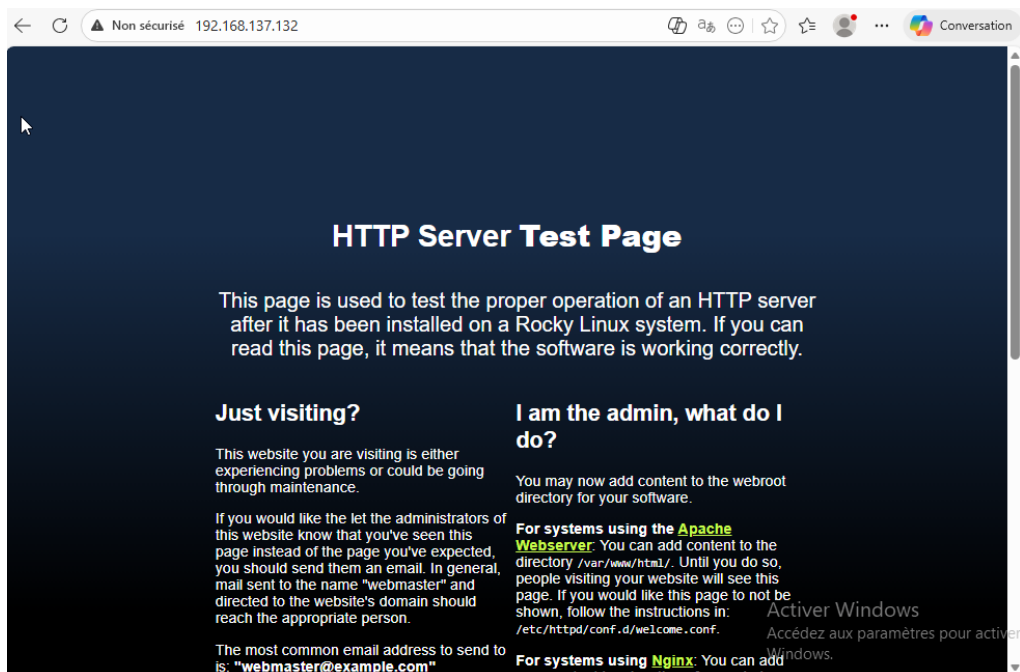 Non sécurisé 192.168.137.132
Conversation
HTTP Server Test Page
This page is used to test the proper operation of an HTTP server
after it has been installed on a Rocky Linux system. If you can
read this page, it means that the software is working correctly.
Just visiting?
This website you are visiting is either
experiencing problems or could be going
through maintenance.
If you would like the let the administrators of
this website know that you've seen this
page instead of the page you've expected,
you should send them an email. In general,
mail sent to the name "webmaster" and
directed to the website's domain should
reach the appropriate person.
The most common email address to send to
is: "webmaster@example.com"
I am the admin, what do I
do?
You may now add content to the webroot
directory for your software.
For systems using the Apache
Webserver: You can add content to the
directory /var/www/html/. Until you do so,
people visiting your website will see this
page. If you would like this page to not be
shown, follow the instructions in:
/etc/httpd/conf.d/welcome.conf.
For systems using Nginx: You can add
Activer Windows
Accédez aux paramètres pour activer
Windows.